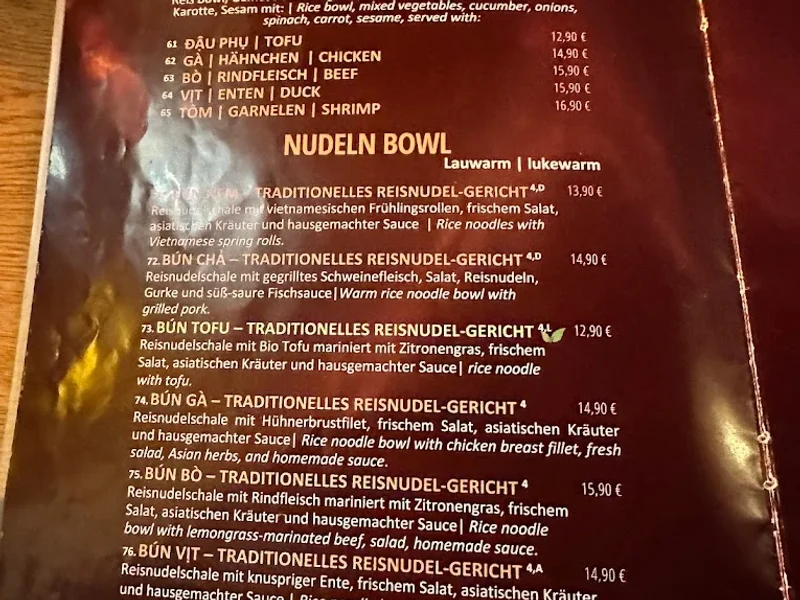 Karotte, Sesam mit: | Rice bowl, mixed vegetables, cucumber, onions,
spinach, carrot, sesame, served with:
61 ĐẬU PHỤ | TOFU 12,90 €
62 GÀ | HÄHNCHEN | CHICKEN 14,90 €
63 BÒ | RINDFLEISCH | BEEF 15,90 €
64 VỊT | ENTEN | DUCK 15,90 €
65 TÔM | GARNELEN | SHRIMP 16,90 €
NUDELN BOWL
Lauwarm | lukewarm
– TRADITIONELLES REISNUDEL-GERICHT 4,D 13,90 €
Reisnudelschale mit vietnamesischen Frühlingsrollen, frischem Salat,
asiatischen Kräuter und hausgemachter Sauce | Rice noodles with
Vietnamese spring rolls.
72. BÚN CHẢ – TRADITIONELLES REISNUDEL-GERICHT 4,D 14,90 €
Reisnudelschale mit gegrilltes Schweinefleisch, Salat, Reisnudeln,
Gurke und süß-saure Fischsauce|Warm rice noodle bowl with
grilled pork.
73. BÚN TOFU – TRADITIONELLES REISNUDEL-GERICHT 4,L 12,90 €
Reisnudelschale mit Bio Tofu mariniert mit Zitronengras, frischem
Salat, asiatischen Kräuter und hausgemachter Sauce| rice noodle
with tofu.
74. BÚN GÀ – TRADITIONELLES REISNUDEL-GERICHT 4 14,90 €
Reisnudelschale mit Hühnerbrustfilet, frischem Salat, asiatischen Kräuter
und hausgemachter Sauce| Rice noodle bowl with chicken breast fillet, fresh
salad, Asian herbs, and homemade sauce.
75. BÚN BÒ – TRADITIONELLES REISNUDEL-GERICHT 4 15,90 €
Reisnudelschale mit Rindfleisch mariniert mit Zitronengras, frischem
Salat, asiatischen Kräuter und hausgemachter Sauce| Rice noodle
bowl with lemongrass-marinated beef, salad, homemade sauce.
76. BÚN VỊT – TRADITIONELLES REISNUDEL-GERICHT 4,A 14,90 €
Reisnudelschale mit knuspriger Ente, frischem Salat, asiatischen Kräuter
und hausgemachter Sauce | Rice